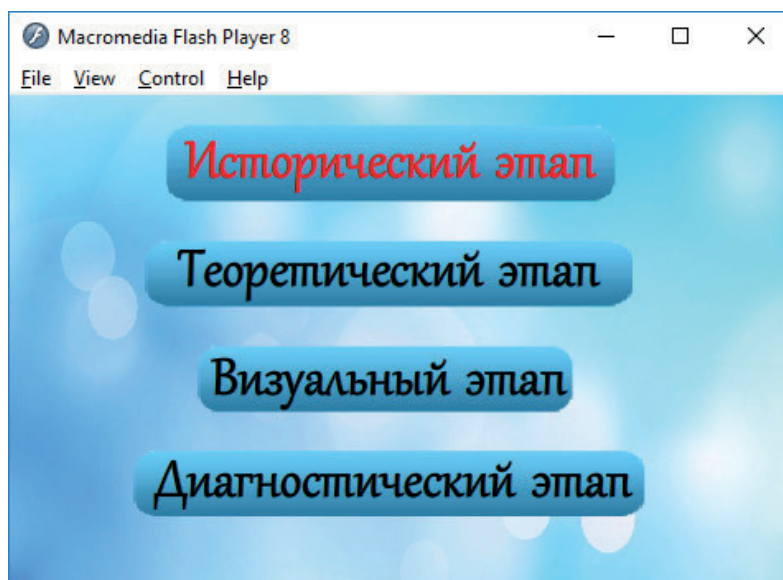 Macromedia Flash Player 8
File View Control Help
Исторический этап
Теоретический этап
Визуальный этап
Диагностический этап